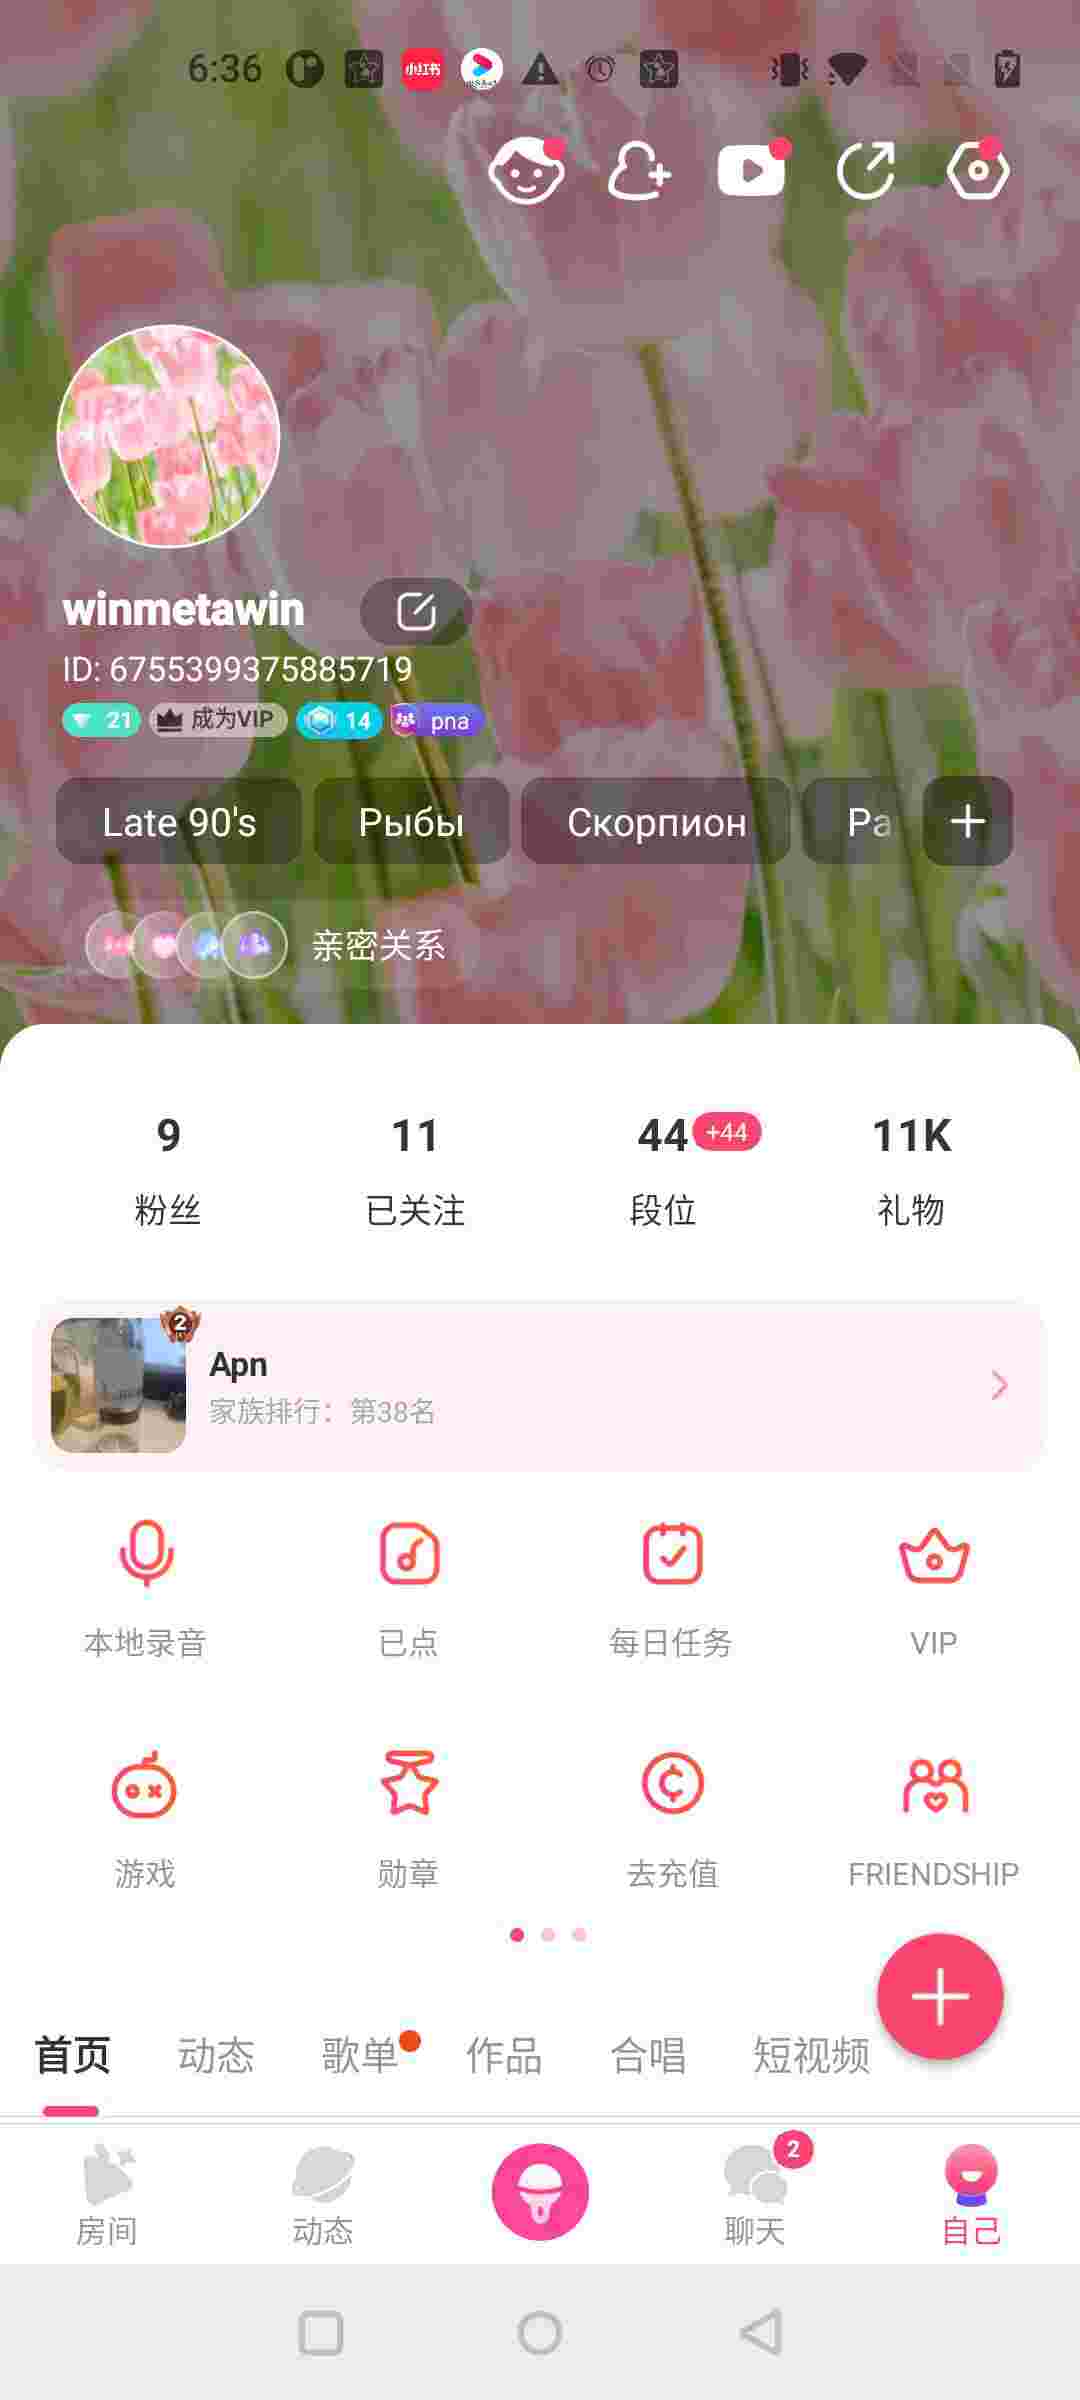 6:36
小红书
winmetawin
ID: 6755399375885719
21 成为VIP 14 pna
Late 90's Рыбы Скорпион Pa
亲密关系
9 11 44 +44 11K
粉丝 已关注 段位 礼物
2
Apn
家族排行：第38名
本地录音 已点 每日任务 VIP
游戏 勋章 去充值 FRIENDSHIP
首页 动态 歌单 作品 合唱 短视频
2
房间 动态 聊天 自己